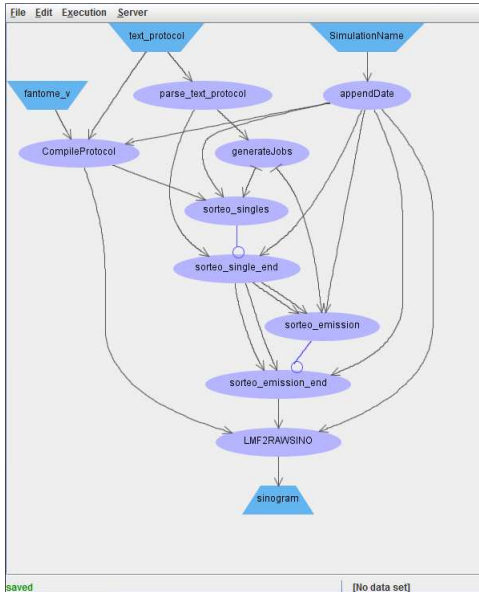 File Edit Execution Server
text_protocol
SimulationName
fantome_v
parse_text_protocol
appendDate
CompileProtocol
generateJobs
sorteo_singles
sorteo_single_end
sorteo_emission
sorteo_emission_end
LMF2RAWSINO
sinogram
saved
[No data set]